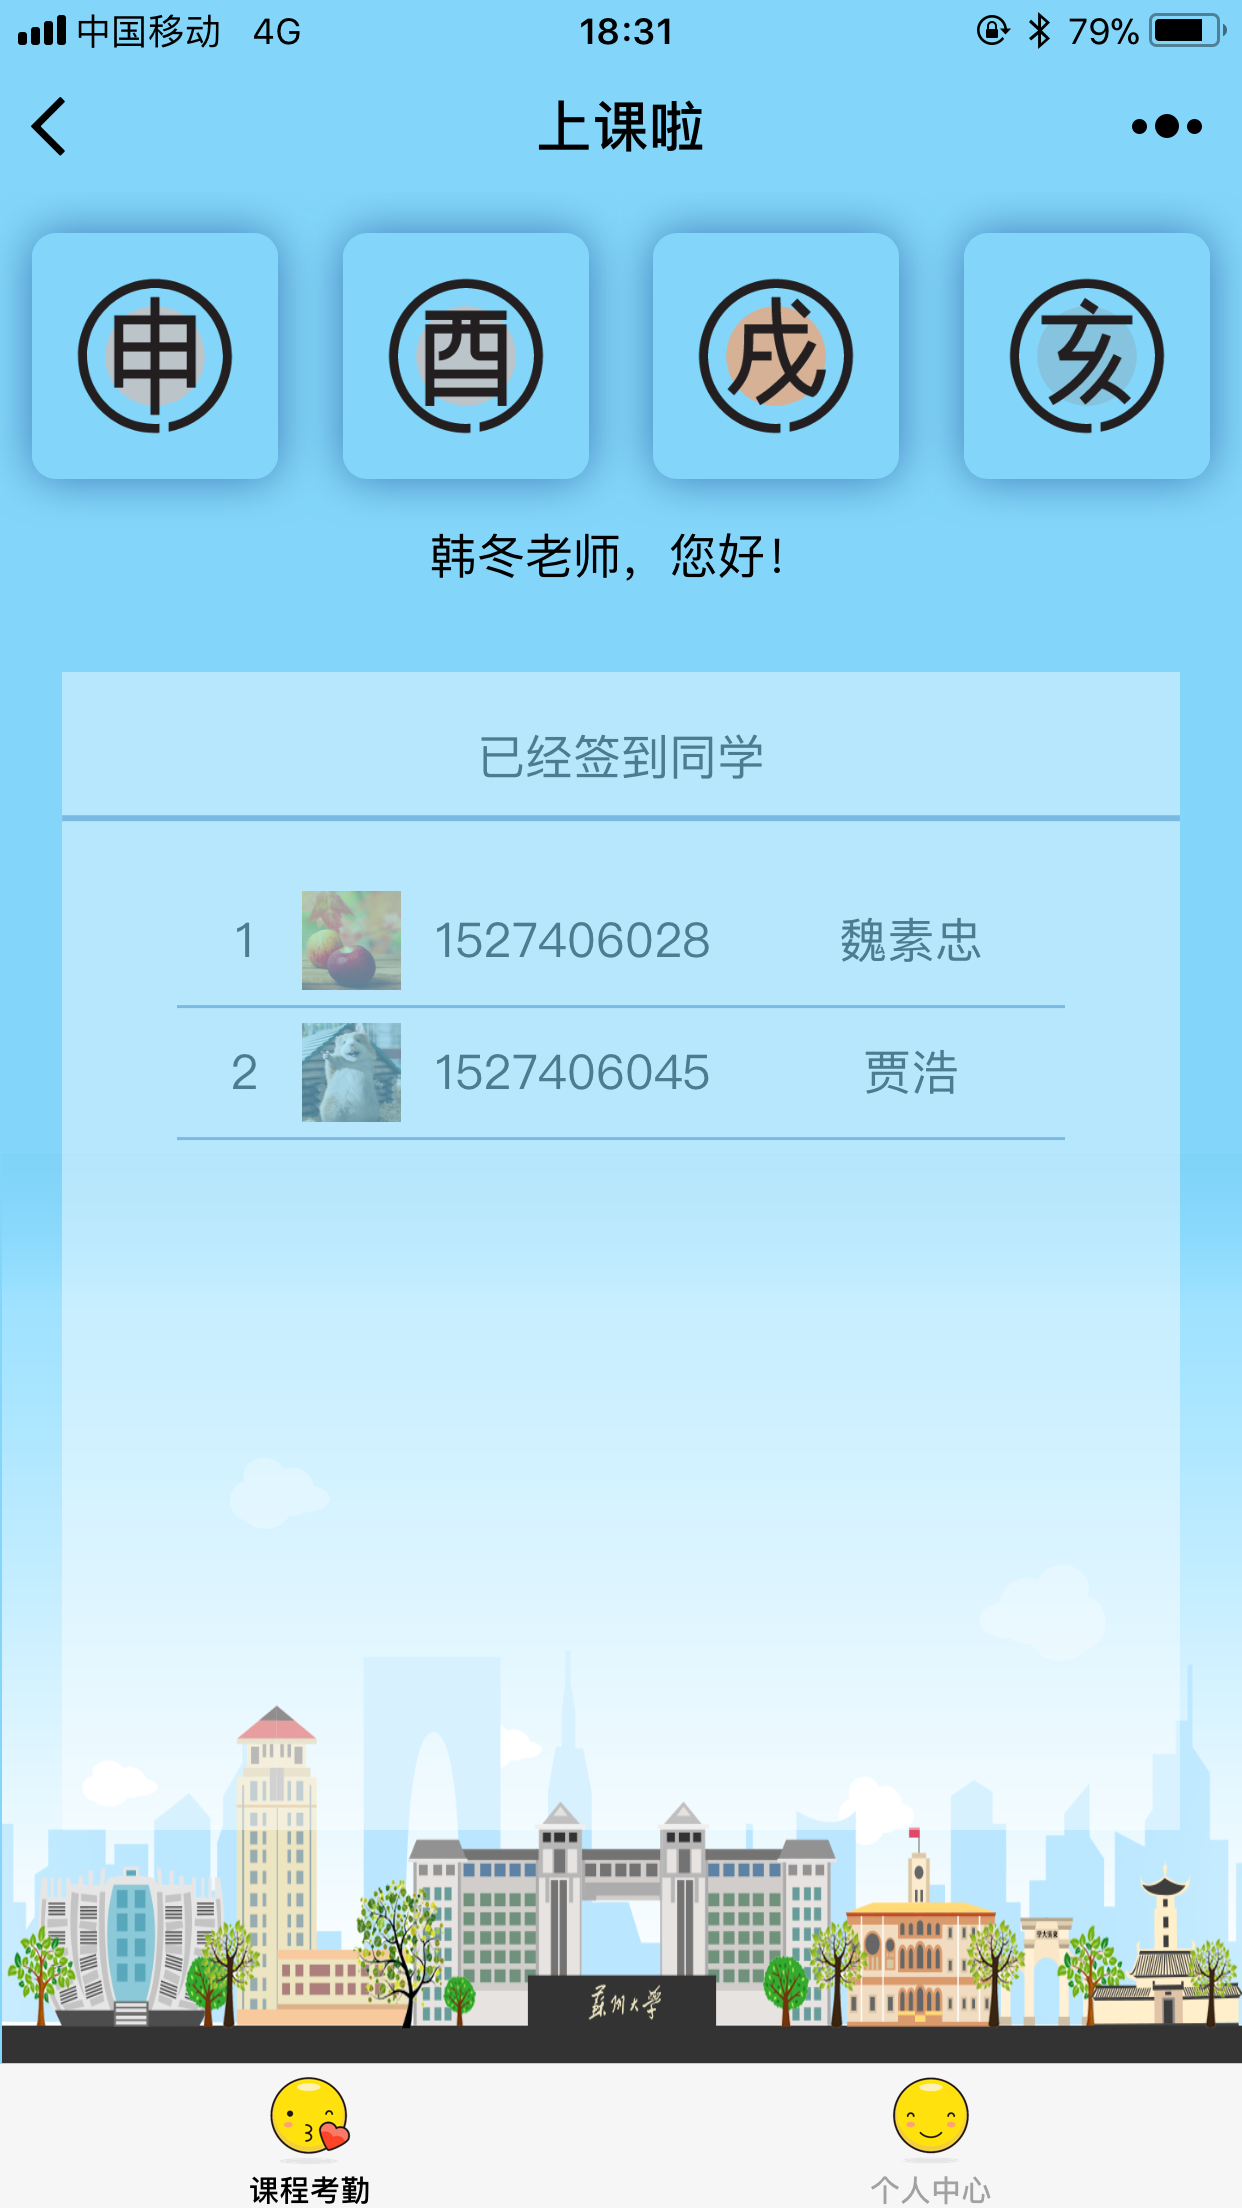 中国移动 4G 18:31 79%
上课啦
申 酉 戌 亥
韩冬老师，您好！
已经签到同学
1 1527406028 魏素忠
2 1527406045 贾浩
蘇州大學
课程考勤 个人中心